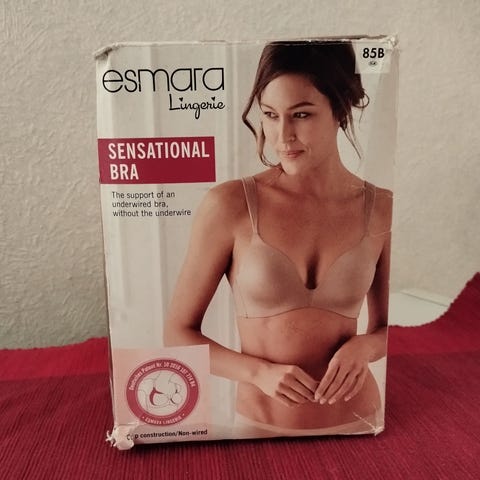 esmara
Lingerie
85B
SENSATIONAL
BRA
The support of an
underwired bra,
without the underwire
ESMARA LINGERIE
p construction/Non-wired